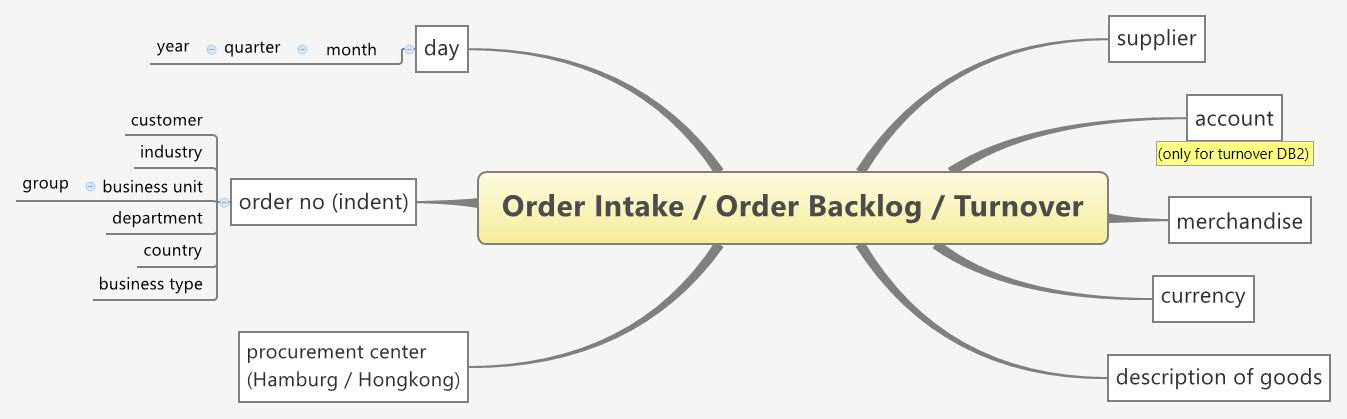 year quarter month day
customer
industry
group business unit
department
country
business type
order no (indent)
procurement center
(Hamburg / Hongkong)
Order Intake / Order Backlog / Turnover
supplier
account
(only for turnover DB2)
merchandise
currency
description of goods